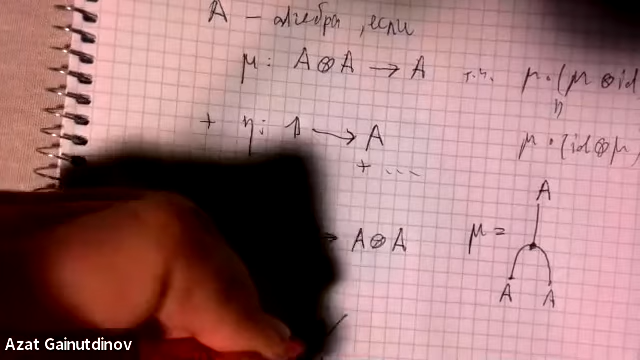 A – алгебра, если
μ: A⊗A → A т.ч. μ∘(μ⊗id
μ∘(id⊗μ)
+ η: 1 → A
+ ...
→ A⊗A
μ =
A
A A
Azat Gainutdinov